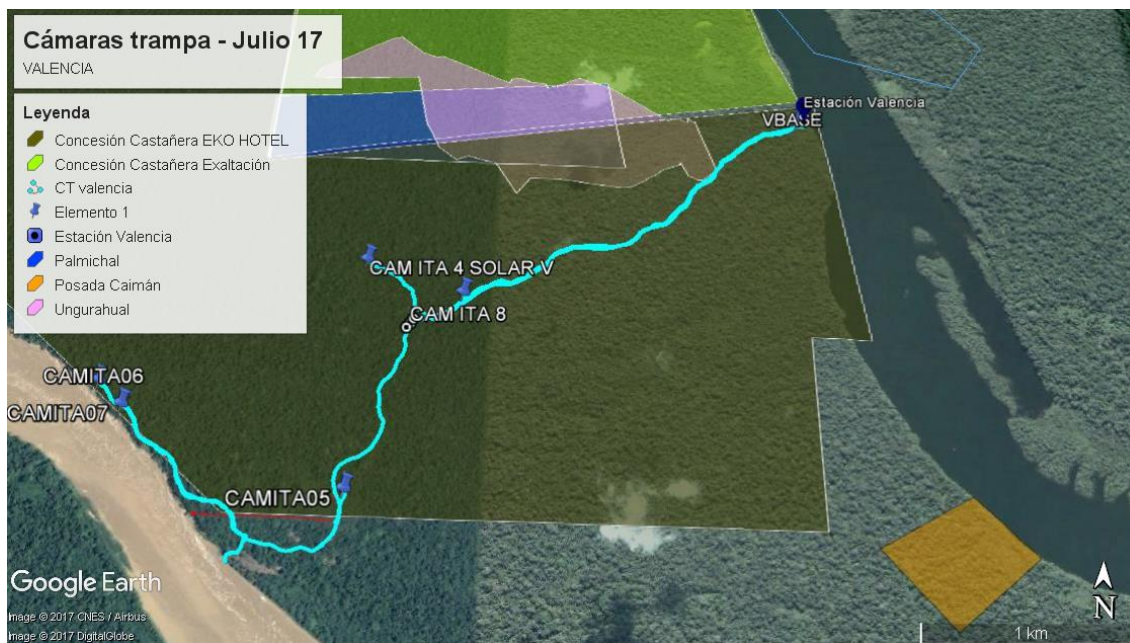 Cámaras trampa - Julio 17
VALENCIA
Leyenda
Concesión Castañera EKO HOTEL
Concesión Castañera Exaltación
CT valencia
Elemento 1
Estación Valencia
Palmichal
Posada Caimán
Ungurahual
Estación Valencia
VBASE
CAM ITA 4 SOLAR V
CAM ITA 8
CAMITA06
CAMITA07
CAMITA05
Google Earth
Image © 2017 CNES / Airbus
Image © 2017 DigitalGlobe
N
1 km